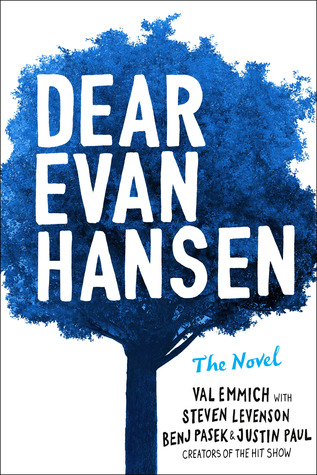 DEAR
EVAN
HANSEN
The Novel
VAL EMMICH WITH
STEVEN LEVENSON
BENJ PASEK & JUSTIN PAUL
CREATORS OF THE HIT SHOW